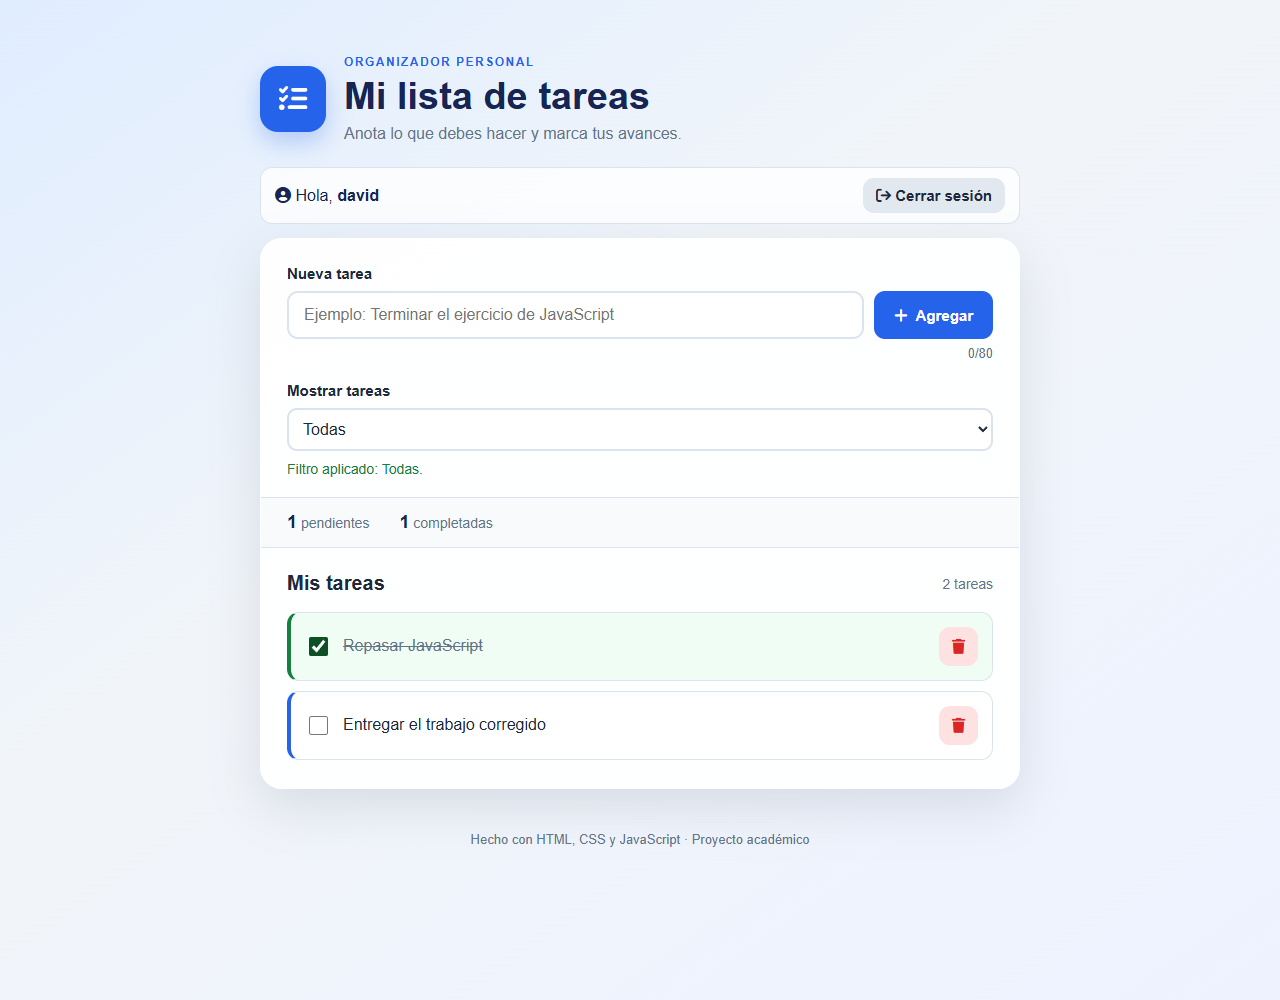 ORGANIZADOR PERSONAL
Mi lista de tareas
Anota lo que debes hacer y marca tus avances.
Hola, david
Cerrar sesión
Nueva tarea
Ejemplo: Terminar el ejercicio de JavaScript
Agregar
0/80
Mostrar tareas
Todas
Filtro aplicado: Todas.
1 pendientes 1 completadas
Mis tareas
2 tareas
Repasar JavaScript
Entregar el trabajo corregido
Hecho con HTML, CSS y JavaScript · Proyecto académico